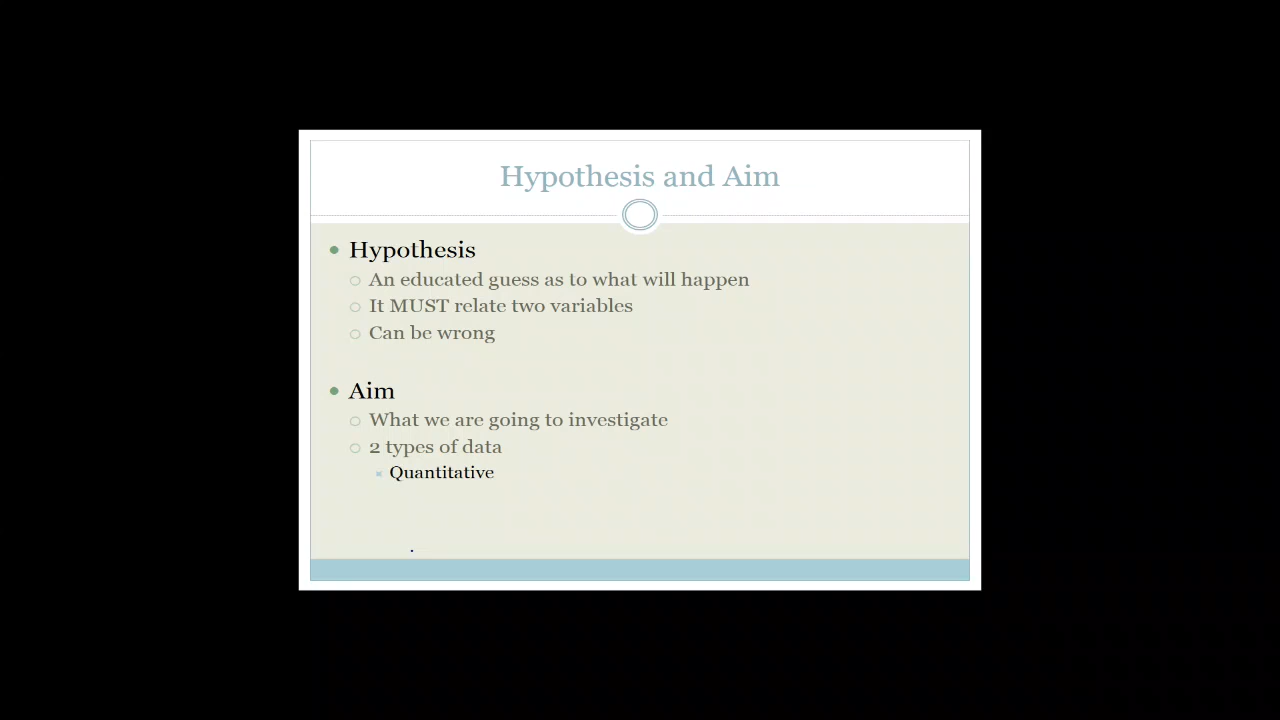 Hypothesis and Aim
Hypothesis
An educated guess as to what will happen
It MUST relate two variables
Can be wrong
Aim
What we are going to investigate
2 types of data
Quantitative